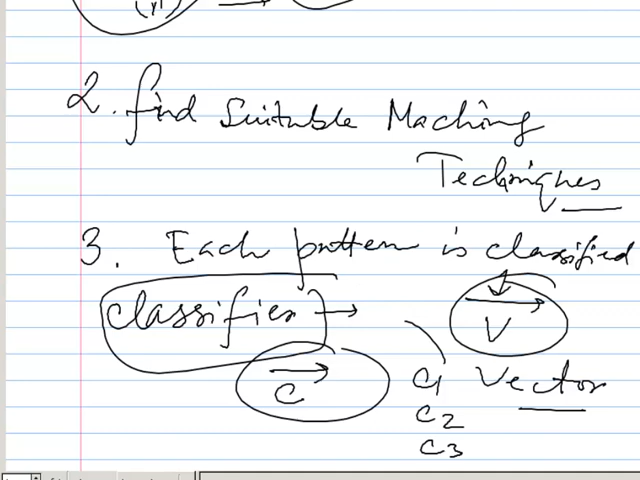 2. find Suitable Maching
Techniques
3. Each pattern is classified
classifier → V
C C1 Vector
C2
C3